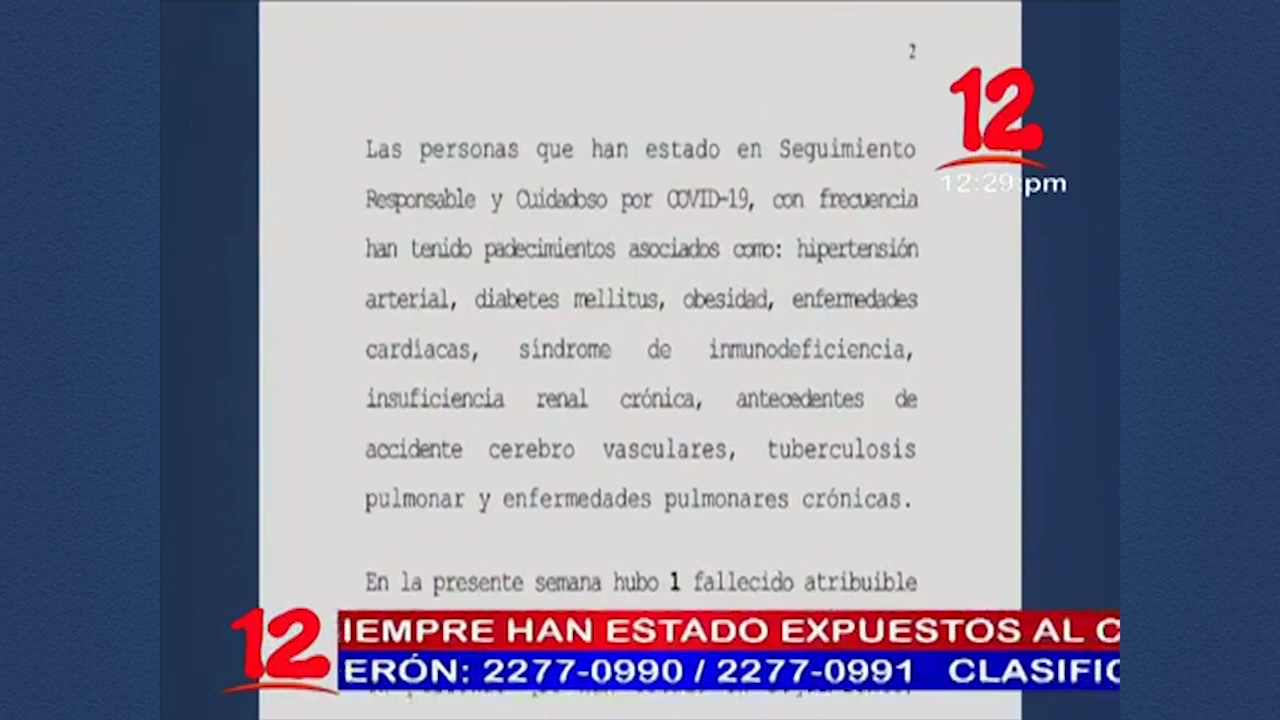 2
12
12:29:pm
Las personas que han estado en Seguimiento
Responsable y Cuidadoso por COVID-19, con frecuencia
han tenido padecimientos asociados como: hipertensión
arterial, diabetes mellitus, obesidad, enfermedades
cardiacas, síndrome de inmunodeficiencia,
insuficiencia renal crónica, antecedentes de
accidente cerebro vasculares, tuberculosis
pulmonar y enfermedades pulmonares crónicas.
En la presente semana hubo 1 fallecido atribuible
12
IEMPRE HAN ESTADO EXPUESTOS AL C
ERÓN: 2277-0990 / 2277-0991 CLASIFIC